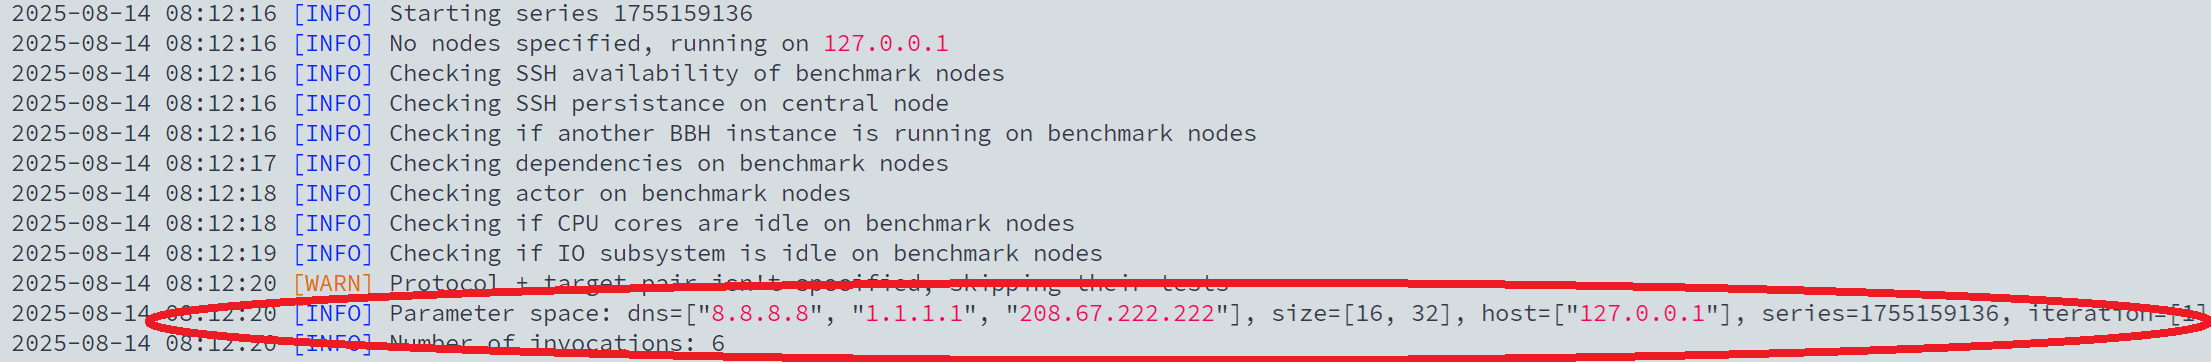 2025-08-14 08:12:16 [INFO] Starting series 1755159136
2025-08-14 08:12:16 [INFO] No nodes specified, running on 127.0.0.1
2025-08-14 08:12:16 [INFO] Checking SSH availability of benchmark nodes
2025-08-14 08:12:16 [INFO] Checking SSH persistance on central node
2025-08-14 08:12:16 [INFO] Checking if another BBH instance is running on benchmark nodes
2025-08-14 08:12:17 [INFO] Checking dependencies on benchmark nodes
2025-08-14 08:12:18 [INFO] Checking actor on benchmark nodes
2025-08-14 08:12:18 [INFO] Checking if CPU cores are idle on benchmark nodes
2025-08-14 08:12:19 [INFO] Checking if IO subsystem is idle on benchmark nodes
2025-08-14 08:12:20 [WARN] Protocol + target pair isn't specified, skipping their tests
2025-08-14 08:12:20 [INFO] Parameter space: dns=["8.8.8.8", "1.1.1.1", "208.67.222.222"], size=[16, 32], host=["127.0.0.1"], series=1755159136, iteration=[1]
2025-08-14 08:12:20 [INFO] Number of invocations: 6